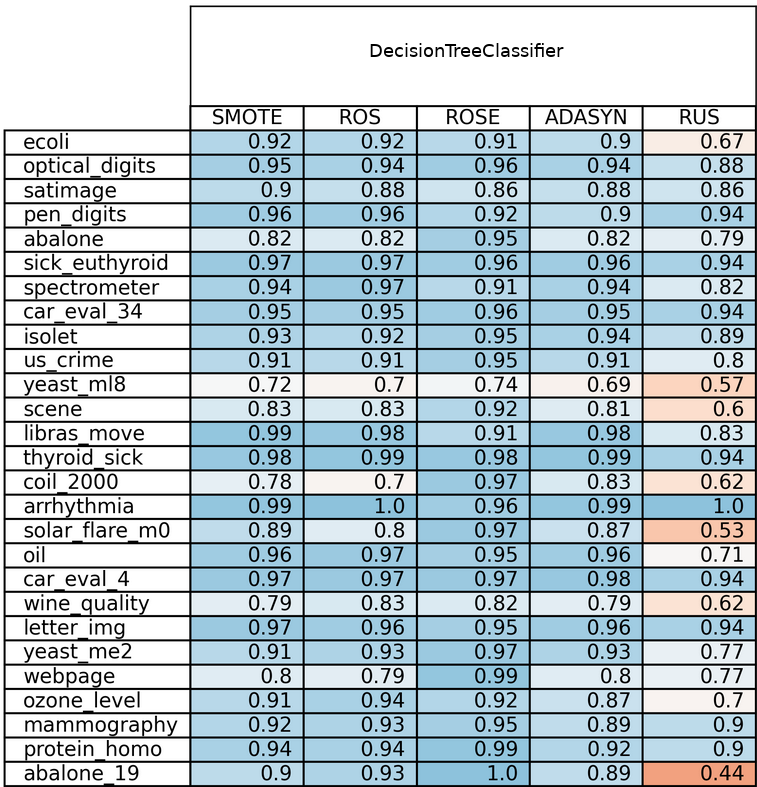 DecisionTreeClassifier
SMOTE ROS ROSE ADASYN RUS
ecoli 0.92 0.92 0.91 0.9 0.67
optical_digits 0.95 0.94 0.96 0.94 0.88
satimage 0.9 0.88 0.86 0.88 0.86
pen_digits 0.96 0.96 0.92 0.9 0.94
abalone 0.82 0.82 0.95 0.82 0.79
sick_euthyroid 0.97 0.97 0.96 0.96 0.94
spectrometer 0.94 0.97 0.91 0.94 0.82
car_eval_34 0.95 0.95 0.96 0.95 0.94
isolet 0.93 0.92 0.95 0.94 0.89
us_crime 0.91 0.91 0.95 0.91 0.8
yeast_ml8 0.72 0.7 0.74 0.69 0.57
scene 0.83 0.83 0.92 0.81 0.6
libras_move 0.99 0.98 0.91 0.98 0.83
thyroid_sick 0.98 0.99 0.98 0.99 0.94
coil_2000 0.78 0.7 0.97 0.83 0.62
arrhythmia 0.99 1.0 0.96 0.99 1.0
solar_flare_m0 0.89 0.8 0.97 0.87 0.53
oil 0.96 0.97 0.95 0.96 0.71
car_eval_4 0.97 0.97 0.97 0.98 0.94
wine_quality 0.79 0.83 0.82 0.79 0.62
letter_img 0.97 0.96 0.95 0.96 0.94
yeast_me2 0.91 0.93 0.97 0.93 0.77
webpage 0.8 0.79 0.99 0.8 0.77
ozone_level 0.91 0.94 0.92 0.87 0.7
mammography 0.92 0.93 0.95 0.89 0.9
protein_homo 0.94 0.94 0.99 0.92 0.9
abalone_19 0.9 0.93 1.0 0.89 0.44